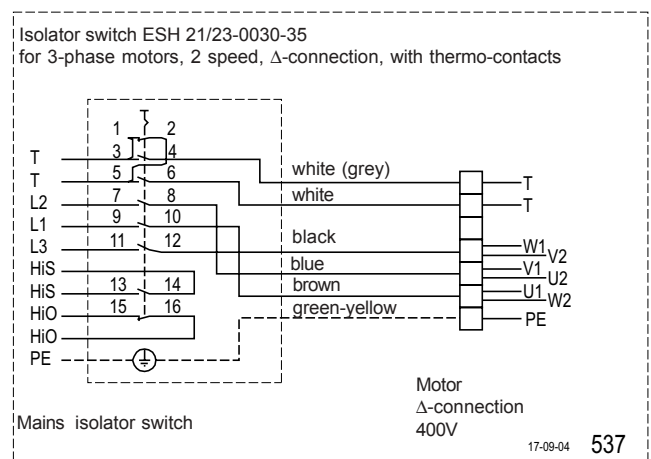 Isolator switch ESH 21/23-0030-35
for 3-phase motors, 2 speed, Δ-connection, with thermo-contacts
1 2
T 3 4 white (grey) T
T 5 6 white T
L2 7 8
L1 9 10
L3 11 12 black W1 V2
HiS blue V1 U2
HiS 13 14 brown U1 W2
HiO 15 16 green-yellow PE
HiO
PE
Motor
Δ-connection
400V
Mains isolator switch
17-09-04 537